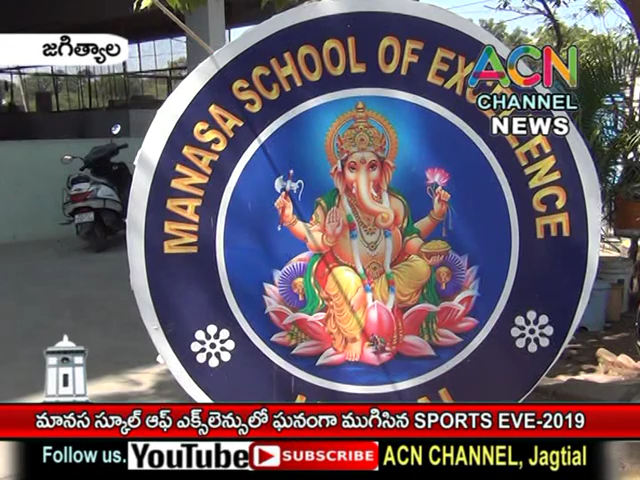 జగిత్యాల
MANASA SCHOOL OF EXCELLENCE
ACN
CHANNEL
NEWS
మానస స్కూల్ ఆఫ్ ఎక్స్‌లెన్సులో ఘనంగా ముగిసిన SPORTS EVE-2019
Follow us. YouTube SUBSCRIBE ACN CHANNEL, Jagtial